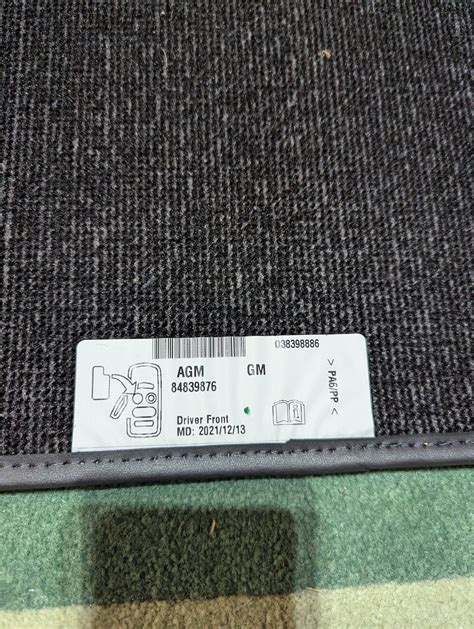 038398886
AGM GM
84839876
> PA6/PP <
Driver Front
MD: 2021/12/13